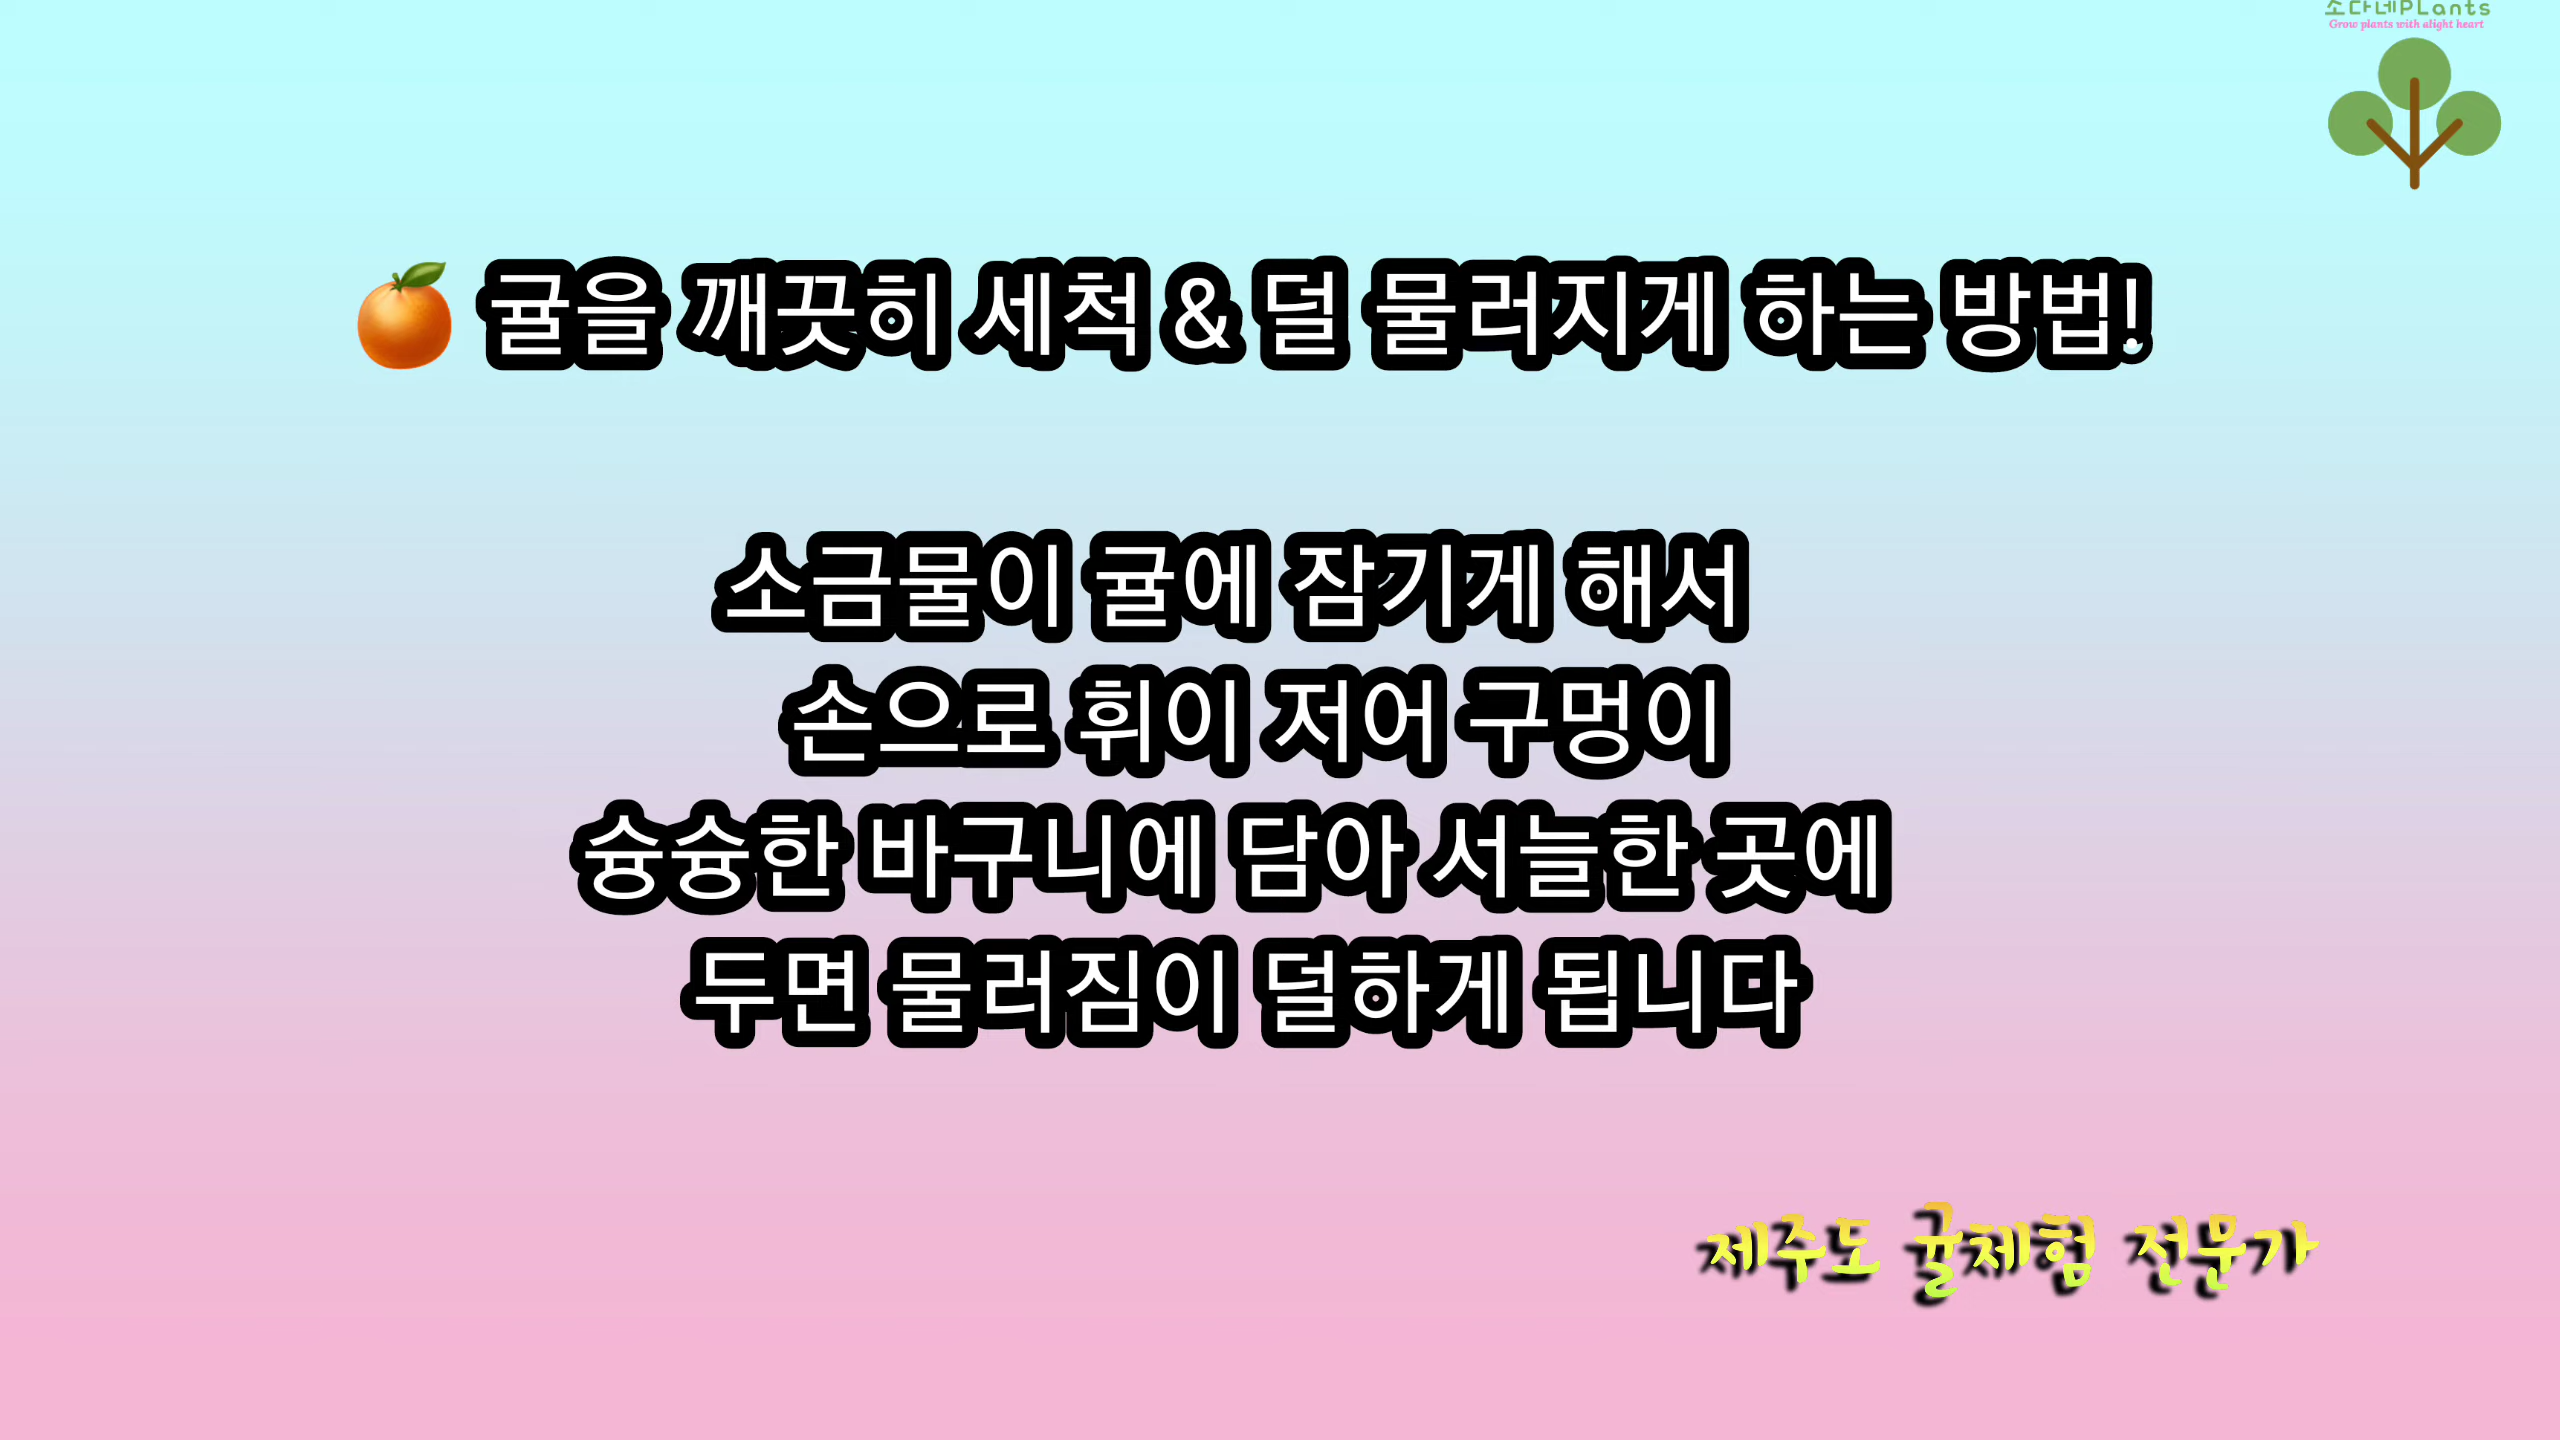 소다네PLants
Grow plants with alight heart
귤을 깨끗히 세척 & 덜 물러지게 하는 방법!
소금물이 귤에 잠기게 해서
손으로 휘이 저어 구멍이
슝슝한 바구니에 담아 서늘한 곳에
두면 물러짐이 덜하게 됩니다
제주도 귤체험 전문가